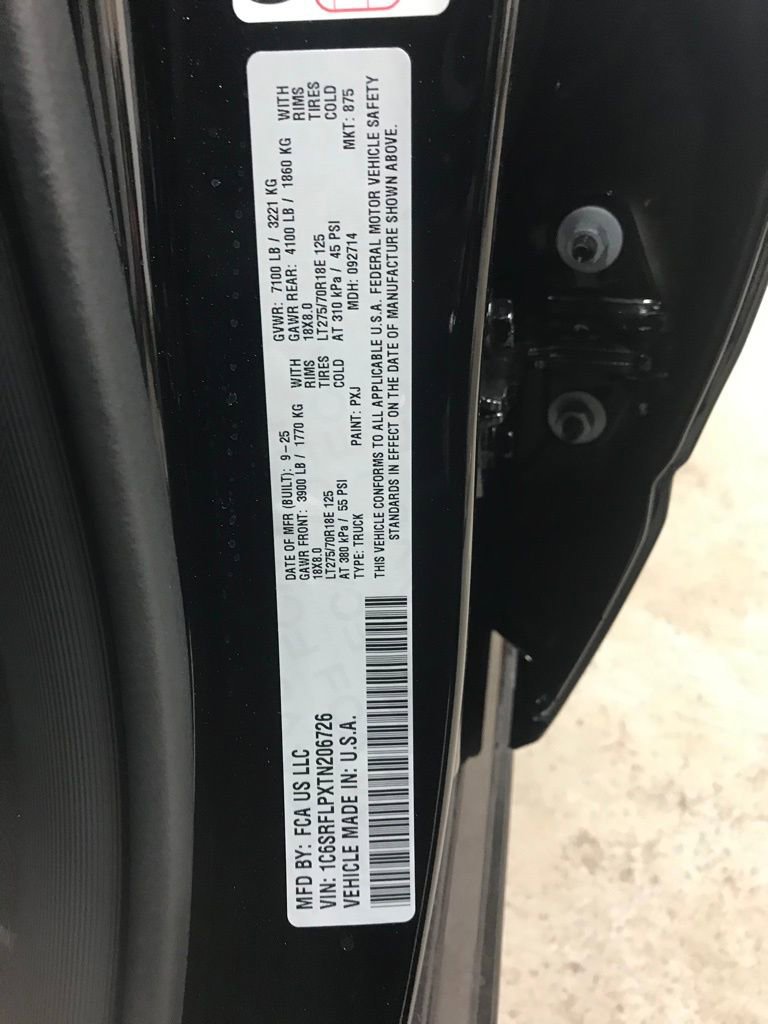 MFD BY: FCA US LLC
VIN: 1C6SRFLPXTN206726
VEHICLE MADE IN: U.S.A.
DATE OF MFR (BUILT): 9-25 GVWR: 7100 LB / 3221 KG
GAWR FRONT: 3900 LB / 1770 KG WITH GAWR REAR: 4100 LB / 1860 KG WITH
18X8.0 RIMS 18X8.0 RIMS
LT275/70R18E 125 TIRES LT275/70R18E 125 TIRES
AT 380 kPa / 55 PSI COLD AT 310 kPa / 45 PSI COLD
TYPE: TRUCK PAINT: PXJ MDH: 092714 MKT: 875
THIS VEHICLE CONFORMS TO ALL APPLICABLE U.S.A. FEDERAL MOTOR VEHICLE SAFETY
STANDARDS IN EFFECT ON THE DATE OF MANUFACTURE SHOWN ABOVE.